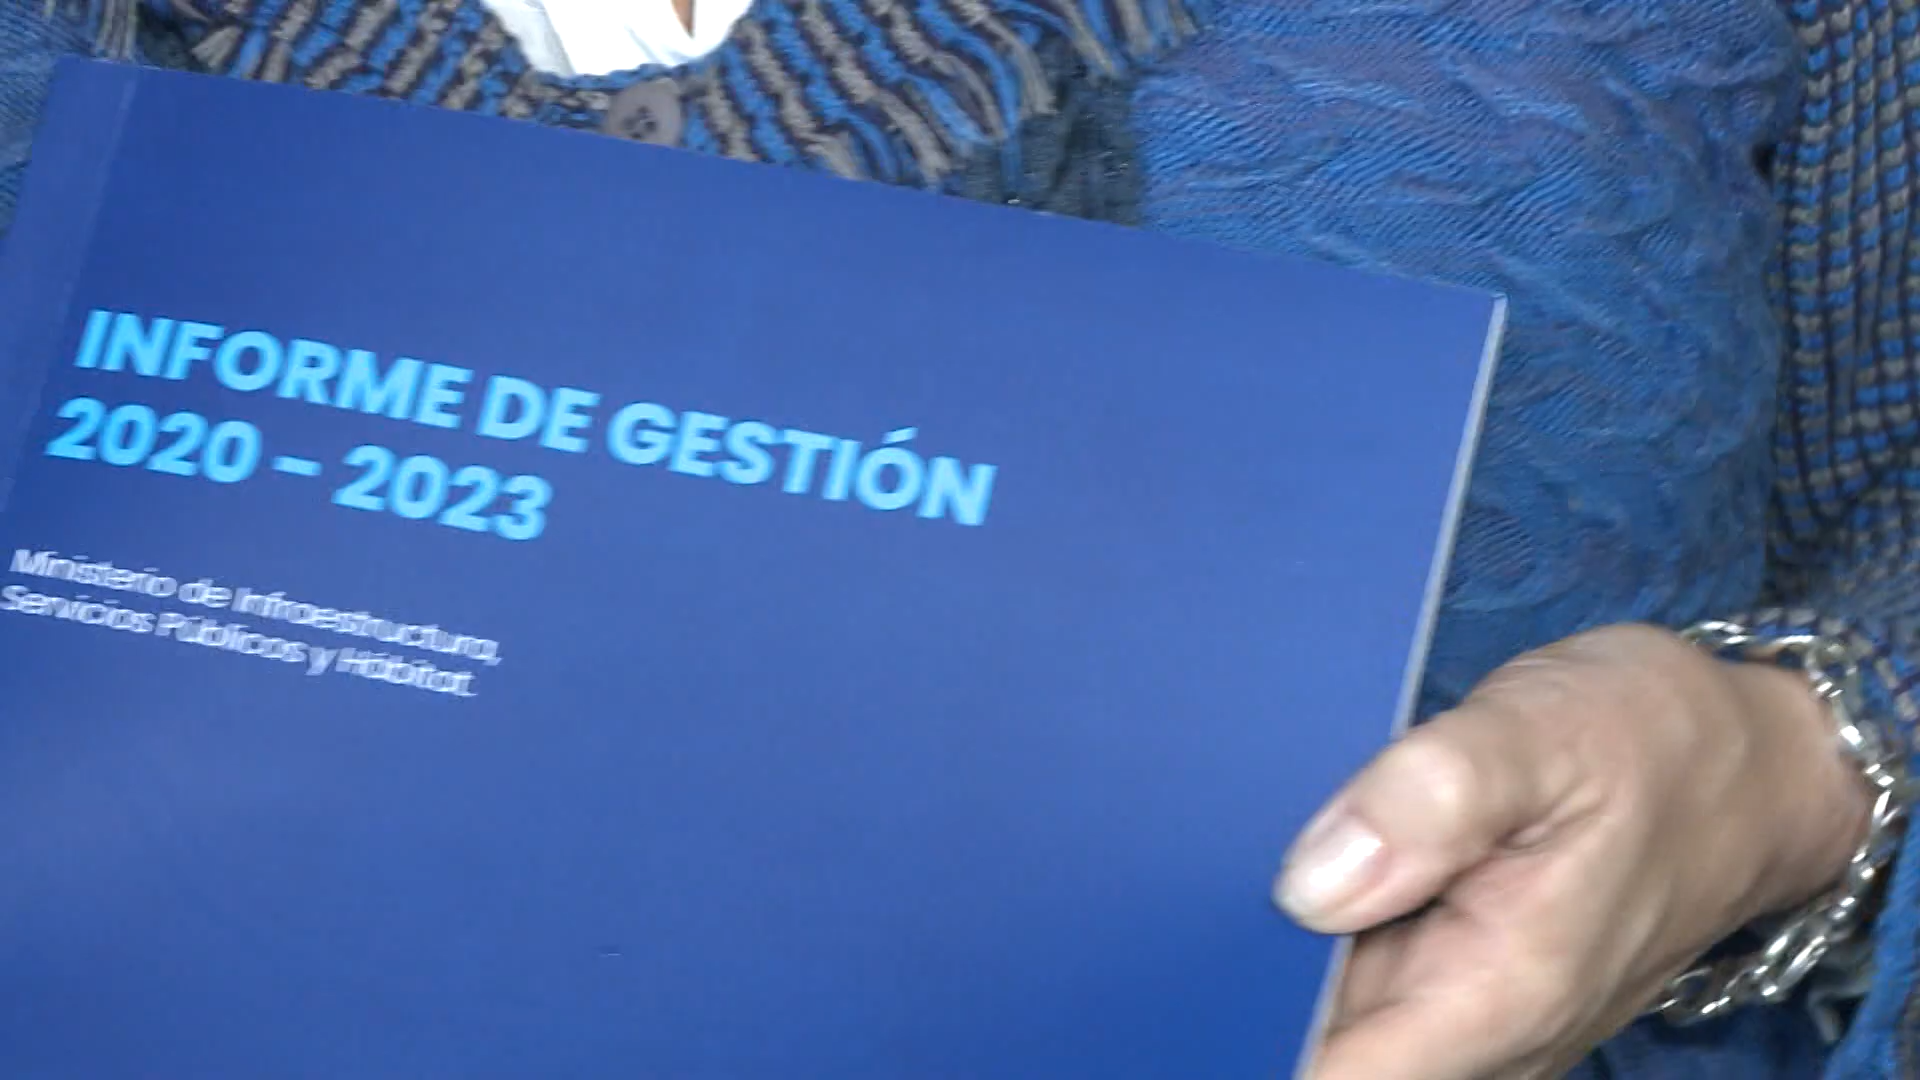 INFORME DE GESTIÓN
2020 - 2023
Ministerio de Infraestructura,
Servicios Públicos y Hábitat.